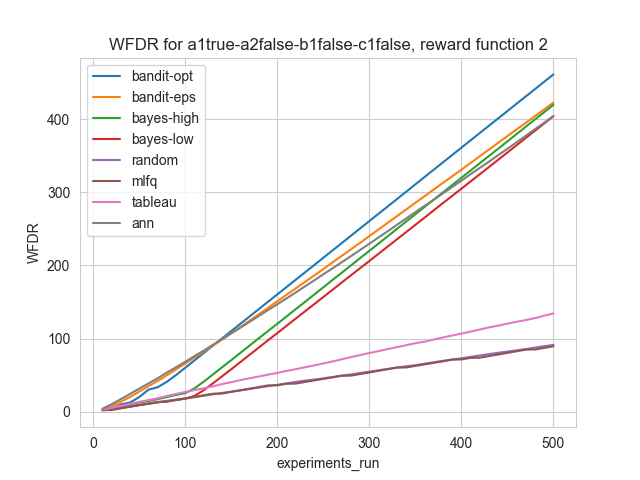 WFDR for a1true-a2false-b1false-c1false, reward function 2
bandit-opt
bandit-eps
bayes-high
bayes-low
random
mlfq
tableau
ann
WFDR
400
300
200
100
0
0 100 200 300 400 500
experiments_run